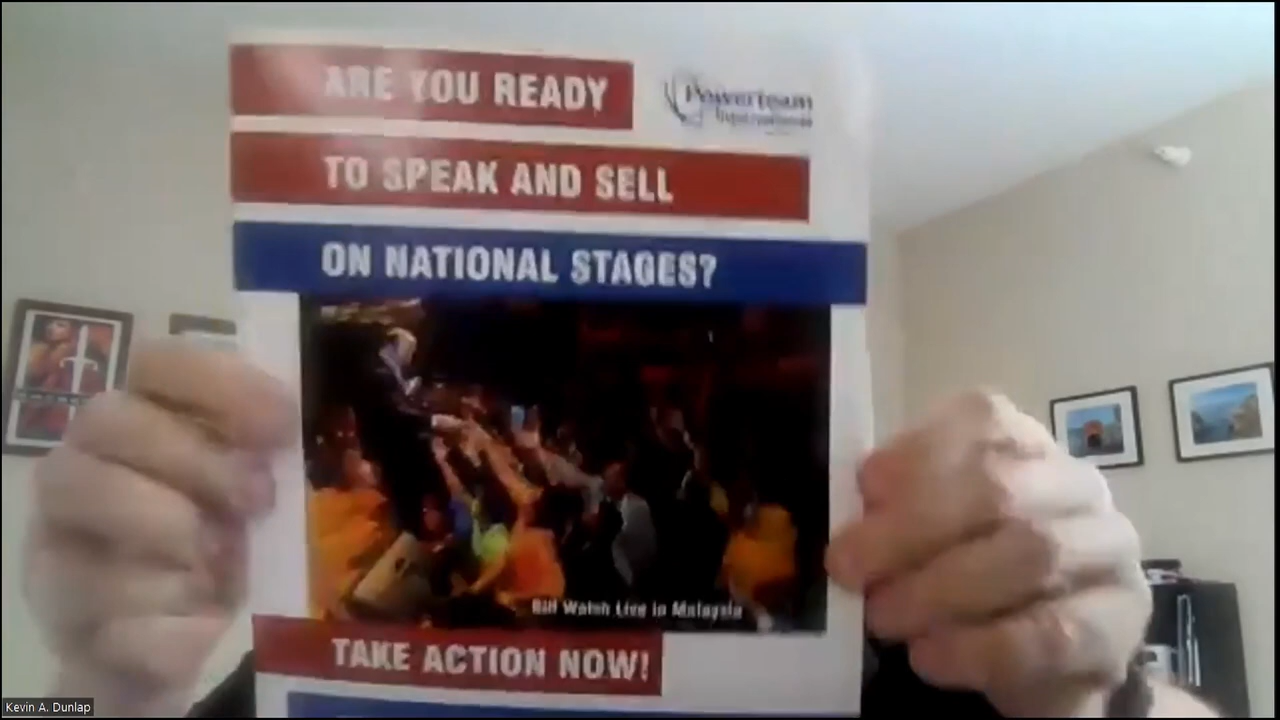 ARE YOU READY
Powerteam
International
TO SPEAK AND SELL
ON NATIONAL STAGES?
Bill Walsh Live in Malaysia
TAKE ACTION NOW!
Kevin A. Dunlap